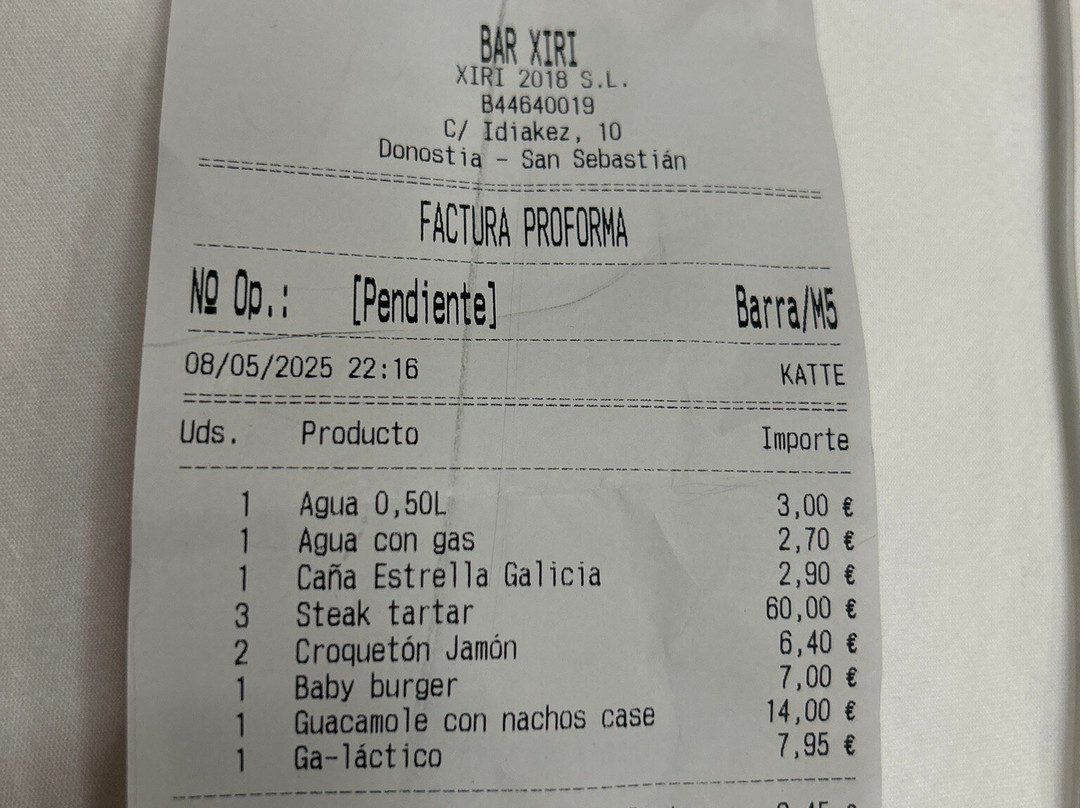 BAR XIRI
XIRI 2018 S.L.
B44640019
C/ Idiakez, 10
Donostia - San Sebastián
FACTURA PROFORMA
Nº Op.: [Pendiente] Barra/M5
08/05/2025 22:16 KATTE
Uds. Producto Importe
1 Agua 0,50L 3,00 €
1 Agua con gas 2,70 €
1 Caña Estrella Galicia 2,90 €
3 Steak tartar 60,00 €
2 Croquetón Jamón 6,40 €
1 Baby burger 7,00 €
1 Guacamole con nachos case 14,00 €
1 Ga-láctico 7,95 €